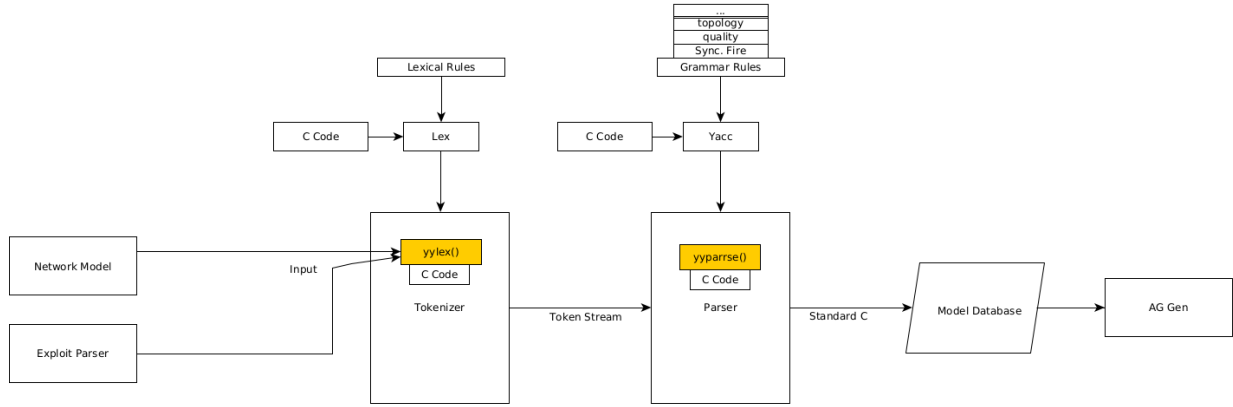 ...
topology
quality
Sync. Fire
Lexical Rules
Grammar Rules
C Code
Lex
C Code
Yacc
yylex()
C Code
Tokenizer
yyparrse()
C Code
Parser
Network Model
Input
Exploit Parser
Token Stream
Standard C
Model Database
AG Gen